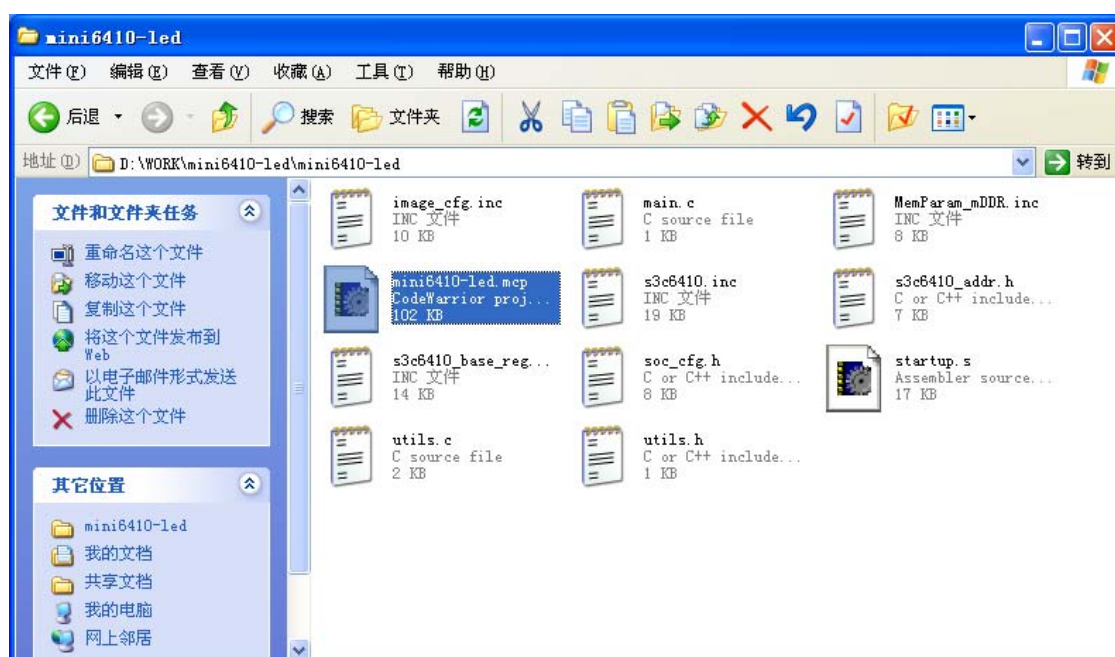 mini6410-led
文件(F) 编辑(E) 查看(V) 收藏(A) 工具(T) 帮助(H)
后退 搜索 文件夹
地址(D) D:\WORK\mini6410-led\mini6410-led 转到
文件和文件夹任务
重命名这个文件
移动这个文件
复制这个文件
将这个文件发布到
Web
以电子邮件形式发送
此文件
删除这个文件
其它位置
mini6410-led
我的文档
共享文档
我的电脑
网上邻居
image_cfg.inc
INC 文件
10 KB
main.c
C source file
1 KB
MemParam_mDDR.inc
INC 文件
8 KB
mini6410-led.mcp
CodeWarrior proj...
102 KB
s3c6410.inc
INC 文件
19 KB
s3c6410_addr.h
C or C++ include...
7 KB
s3c6410_base_reg...
INC 文件
14 KB
soc_cfg.h
C or C++ include...
8 KB
startup.s
Assembler source...
17 KB
utils.c
C source file
2 KB
utils.h
C or C++ include...
1 KB